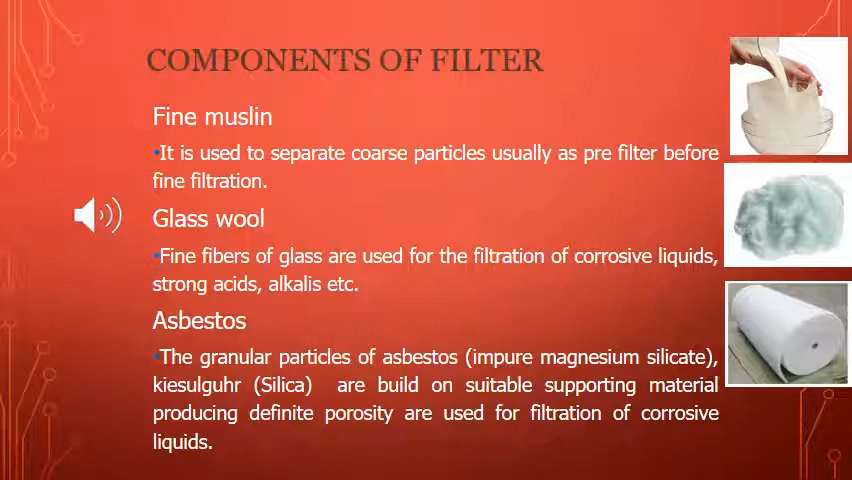 COMPONENTS OF FILTER
Fine muslin
•It is used to separate coarse particles usually as pre filter before
fine filtration.
Glass wool
•Fine fibers of glass are used for the filtration of corrosive liquids,
strong acids, alkalis etc.
Asbestos
•The granular particles of asbestos (impure magnesium silicate),
kiesulguhr (Silica) are build on suitable supporting material
producing definite porosity are used for filtration of corrosive
liquids.